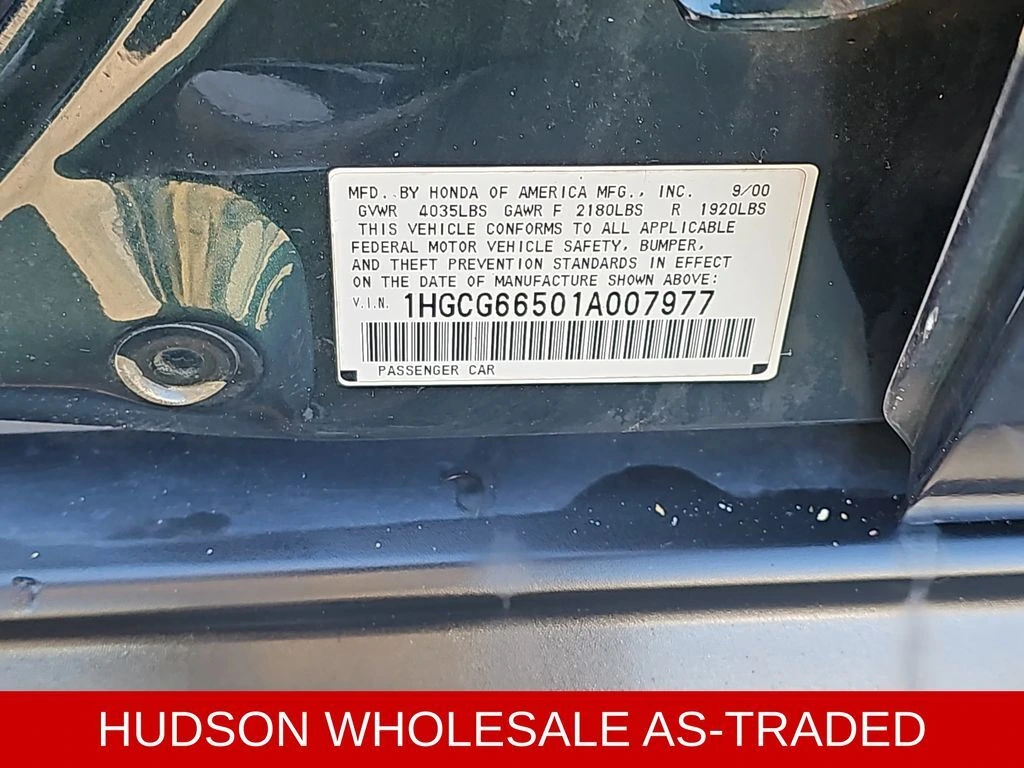 MFD. BY HONDA OF AMERICA MFG., INC. 9/00
GVWR 4035LBS GAWR F 2180LBS R 1920LBS
THIS VEHICLE CONFORMS TO ALL APPLICABLE
FEDERAL MOTOR VEHICLE SAFETY, BUMPER,
AND THEFT PREVENTION STANDARDS IN EFFECT
ON THE DATE OF MANUFACTURE SHOWN ABOVE:
V.I.N. 1HGCG66501A007977
PASSENGER CAR
HUDSON WHOLESALE AS-TRADED